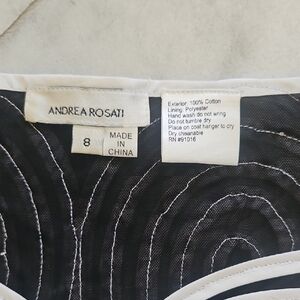 ANDREA ROSATI
8
MADE
IN
CHINA
Exterior: 100% Cotton
Lining: Polyester
Hand wash do not wring
Do not tumble dry
Place on coat hanger to dry
Dry cleanable
RN #91016